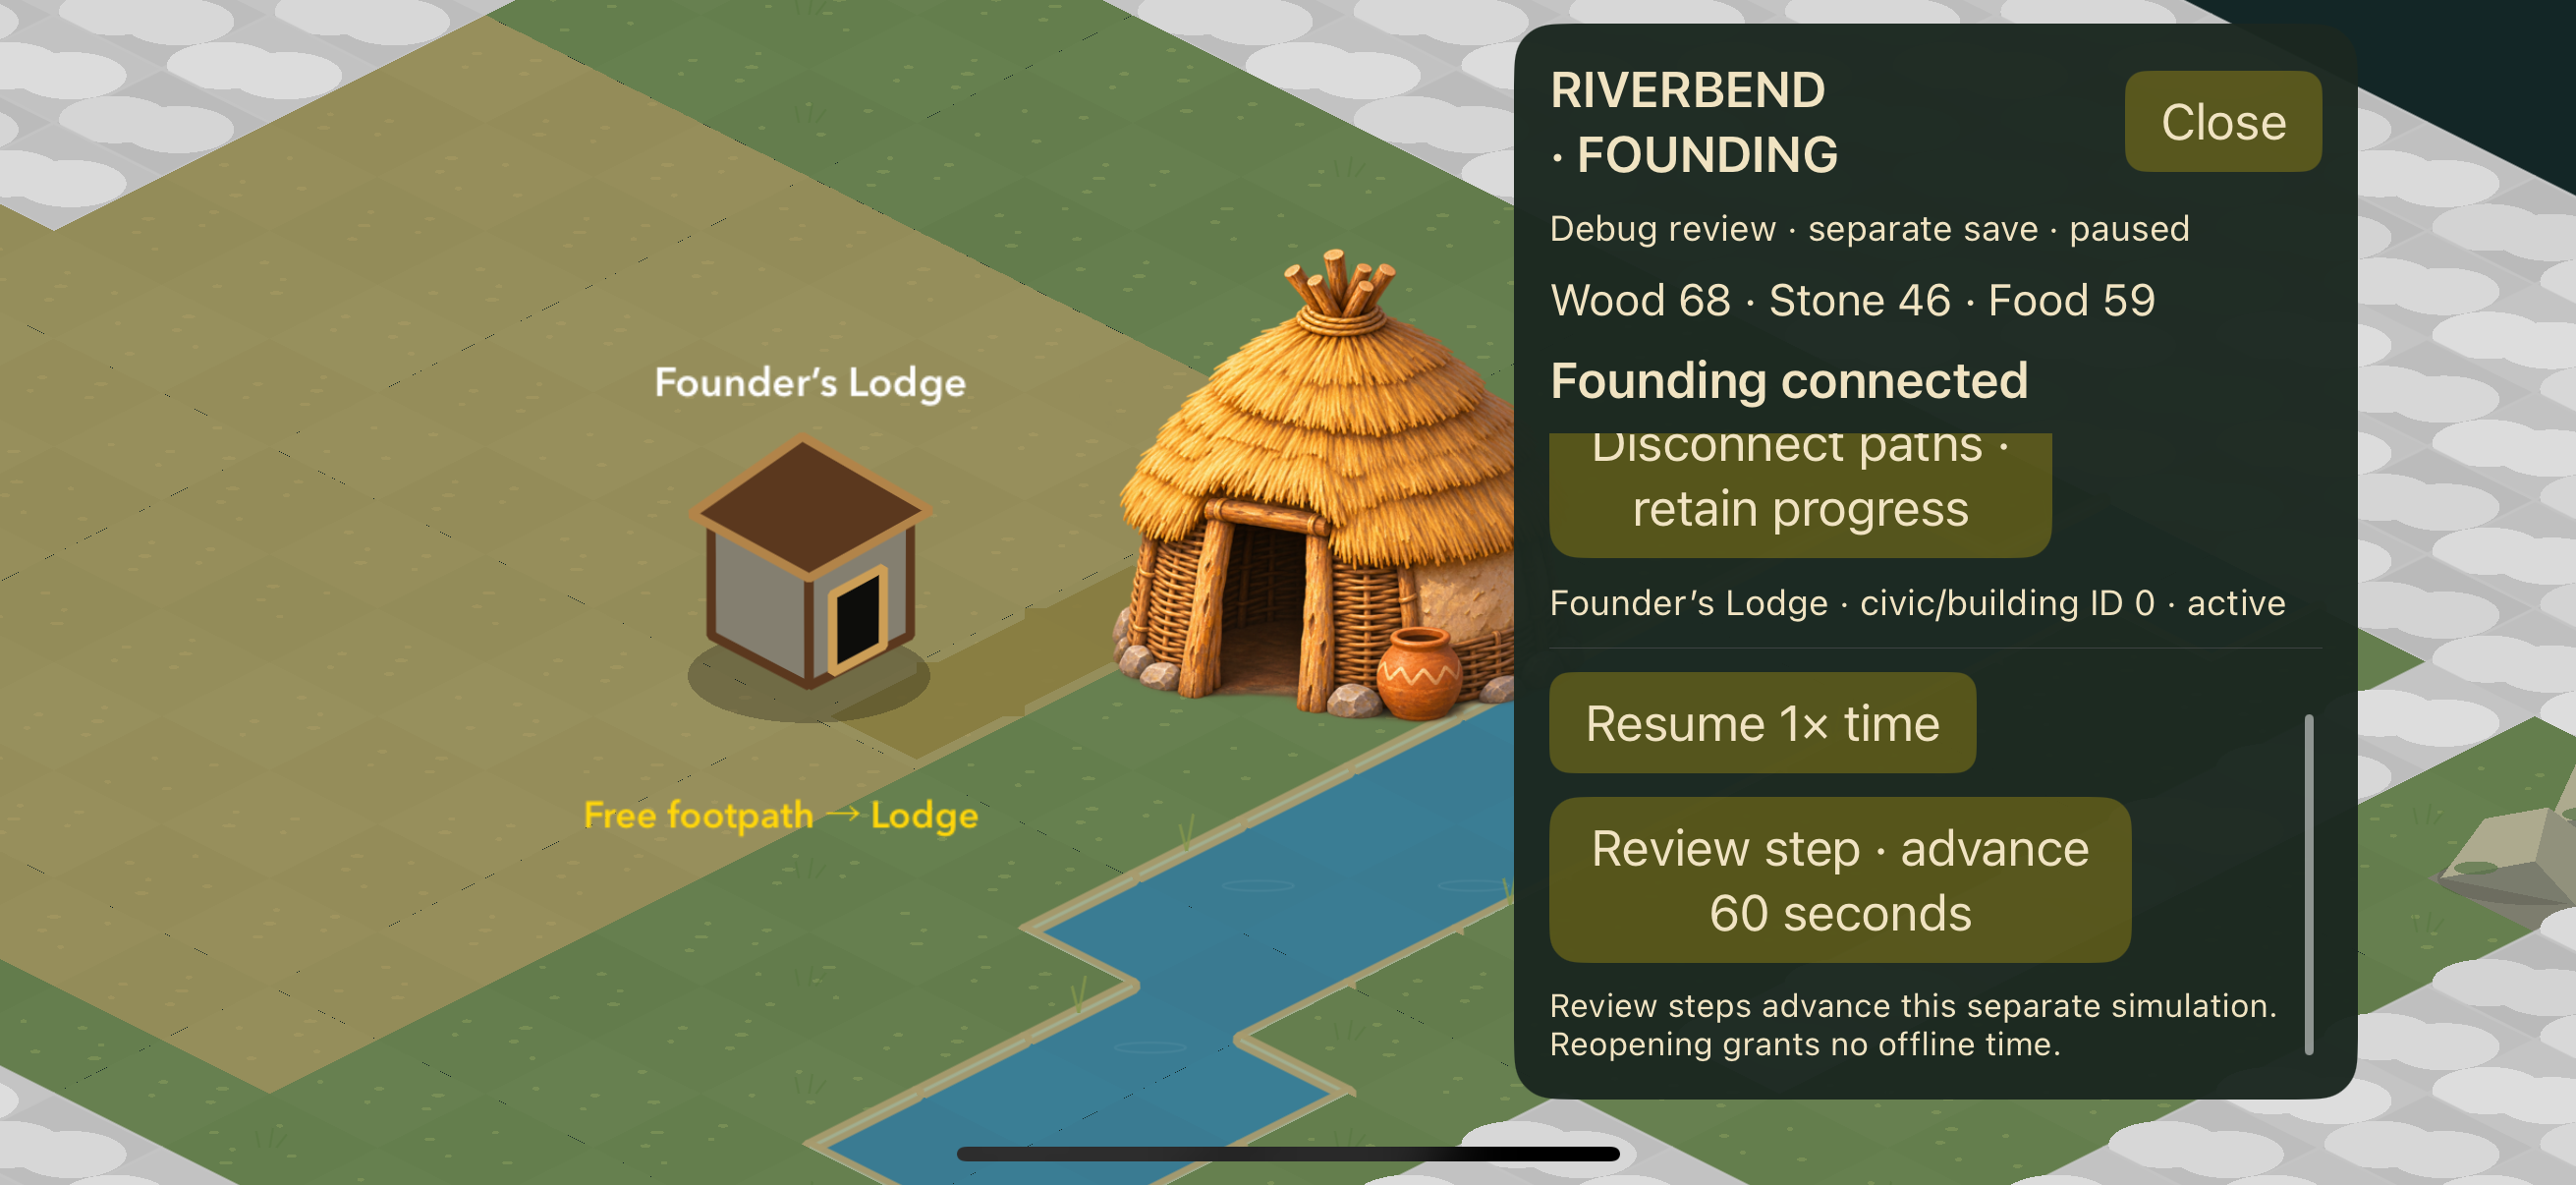 RIVERBEND
· FOUNDING
Close
Debug review · separate save · paused
Wood 68 · Stone 46 · Food 59
Founding connected
Disconnect paths ·
retain progress
Founder’s Lodge · civic/building ID 0 · active
Resume 1× time
Review step · advance
60 seconds
Review steps advance this separate simulation.
Reopening grants no offline time.
Founder’s Lodge
Free footpath → Lodge